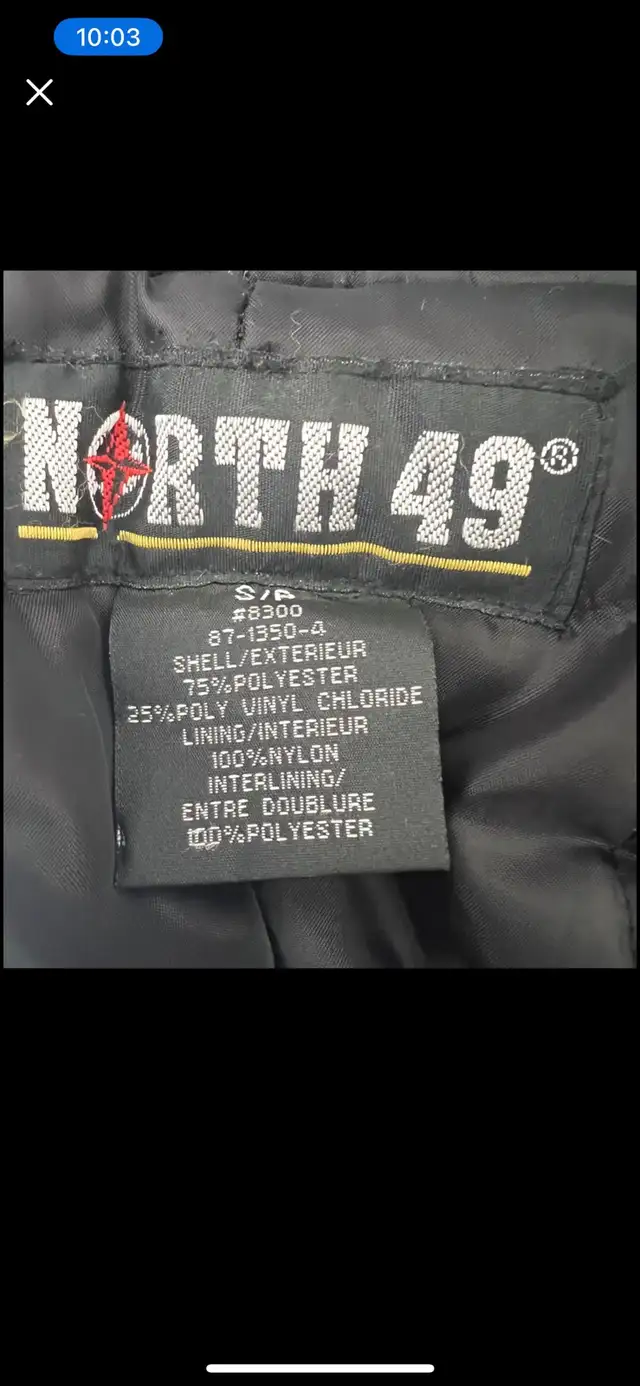 10:03
NORTH 49®
S/P
#8300
87-1350-4
SHELL/EXTERIEUR
75%POLYESTER
25%POLY VINYL CHLORIDE
LINING/INTERIEUR
100%NYLON
INTERLINING/
ENTRE DOUBLURE
100%POLYESTER